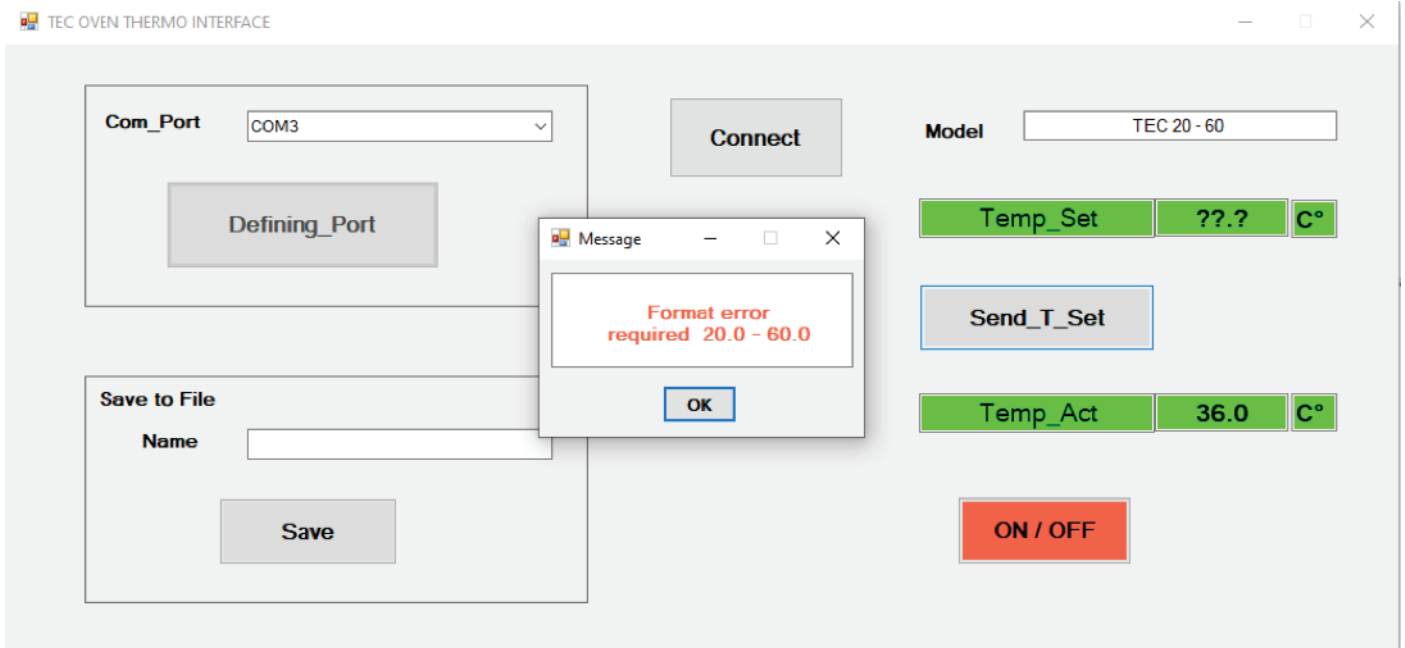 TEC OVEN THERMO INTERFACE
Com_Port COM3
Defining_Port
Connect
Model TEC 20 - 60
Temp_Set ??.? C°
Message
Format error
required 20.0 - 60.0
OK
Send_T_Set
Save to File
Name
Save
Temp_Act 36.0 C°
ON / OFF